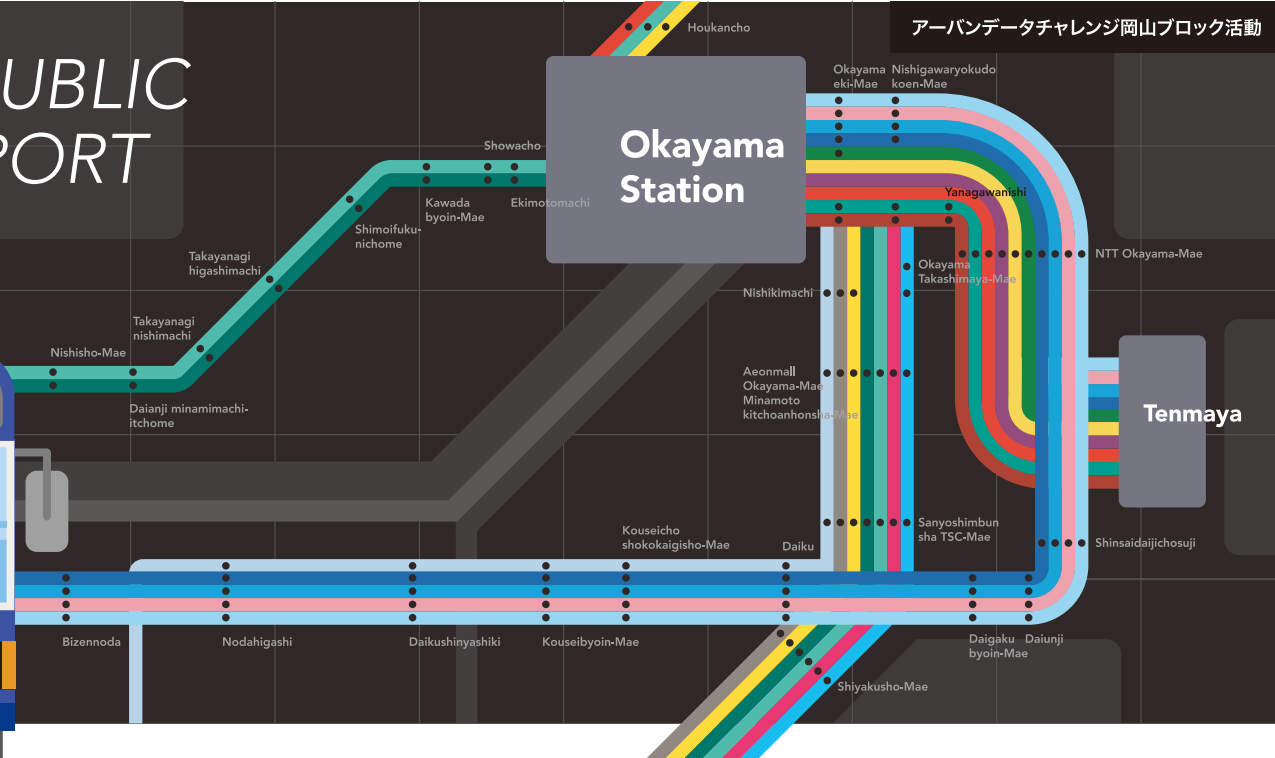 アーバンデータチャレンジ岡山ブロック活動
UBLIC
PORT
Houkancho
Okayama
eki-Mae
Nishigawaryokudo
koen-Mae
Okayama
Station
Showacho
Kawada
byoin-Mae
Ekimotomachi
Shimoifuku-
nichome
Takayanagi
higashimachi
Takayanagi
nishimachi
Nishisho-Mae
Daianji minamimachi-
itchome
Yanagawanishi
NTT Okayama-Mae
Okayama
Takashimaya-Mae
Nishikimachi
Aeonmall
Okayama-Mae
Minamoto
kitchoanhonsha-Mae
Tenmaya
Sanyoshimbun
sha TSC-Mae
Shinsaidaijichosuji
Kouseicho
shokokaigisho-Mae
Daiku
Bizennoda
Nodahigashi
Daikushinyashiki
Kouseibyoin-Mae
Daigaku
byoin-Mae
Daiunji
Shiyakusho-Mae